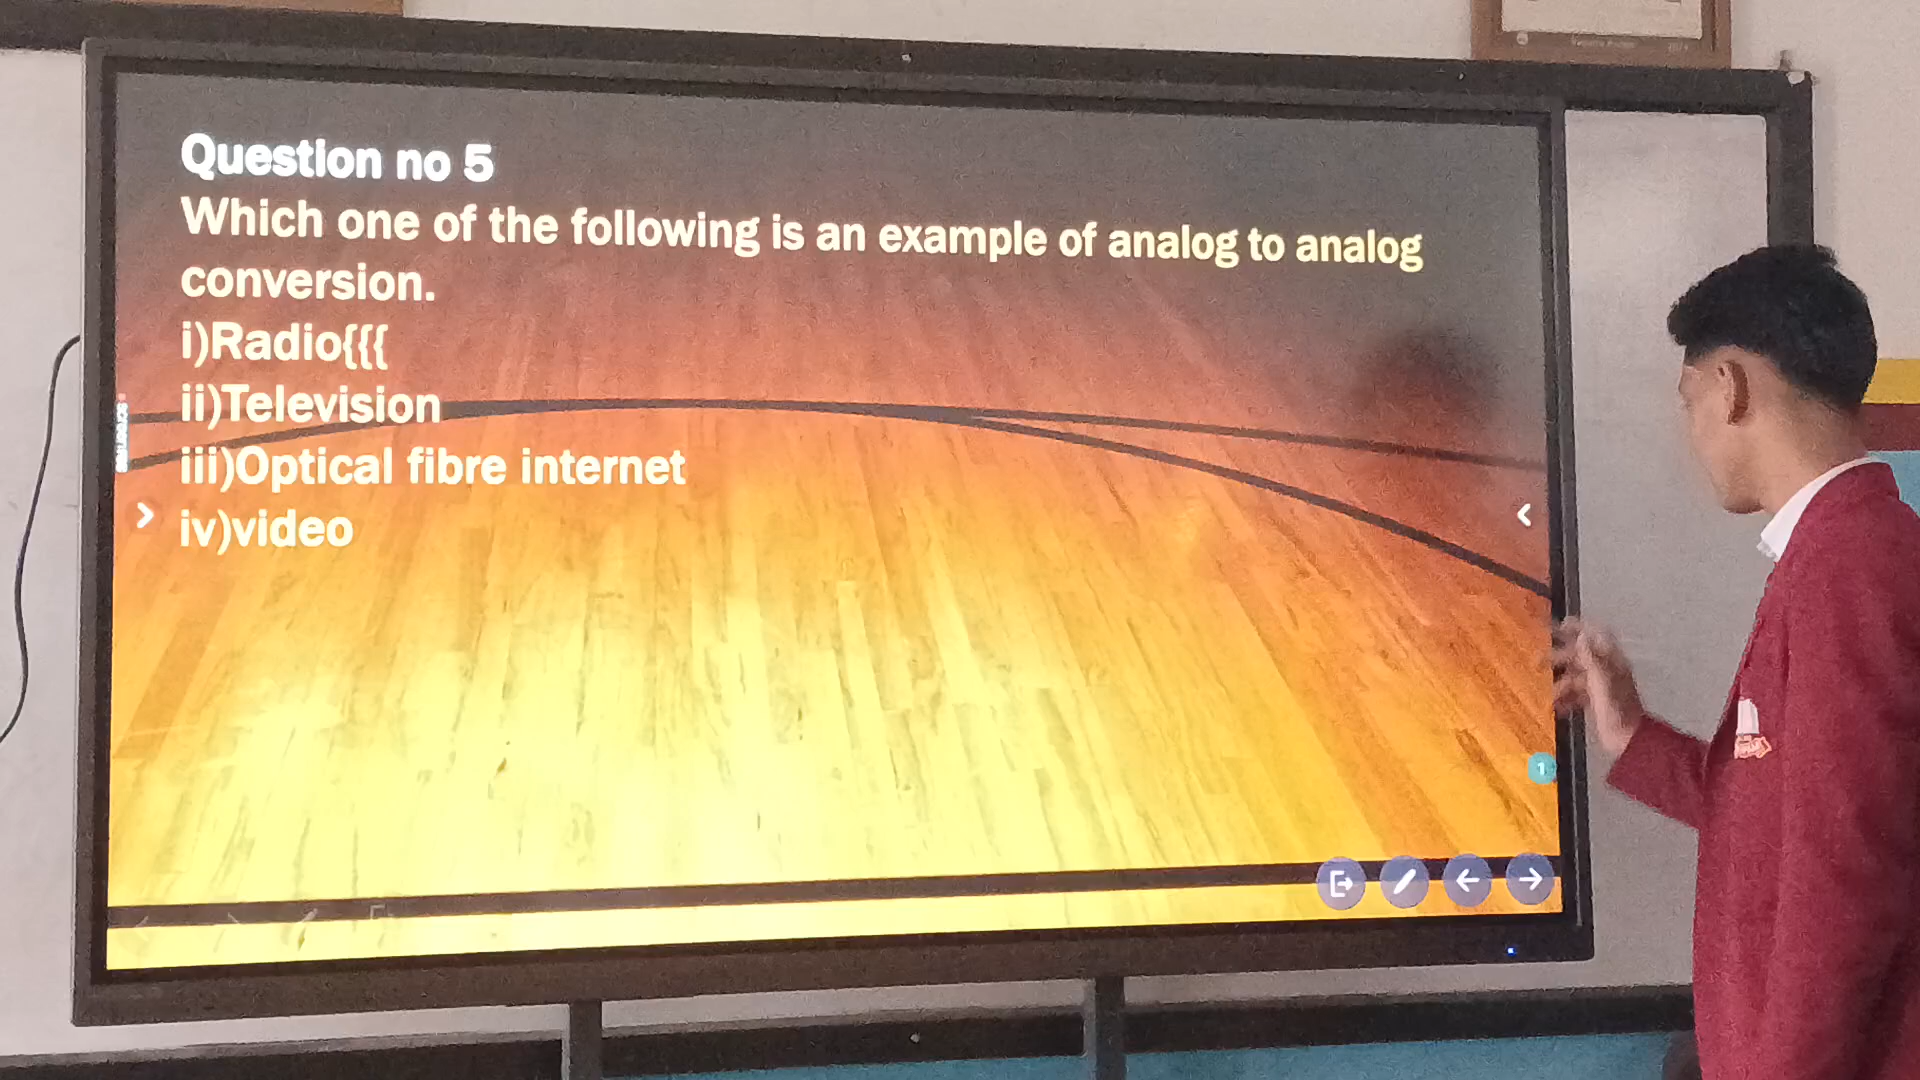 Question no 5
Which one of the following is an example of analog to analog
conversion.
i)Radio{{{
ii)Television
iii)Optical fibre internet
iv)video